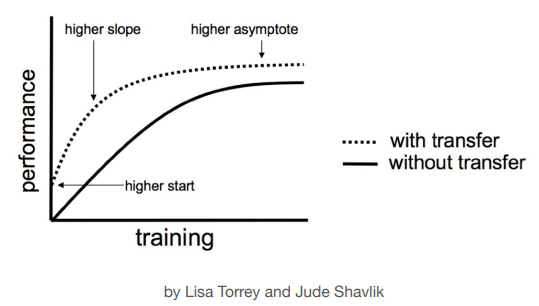 higher slope
higher asymptote
performance
higher start
training
with transfer
without transfer
by Lisa Torrey and Jude Shavlik